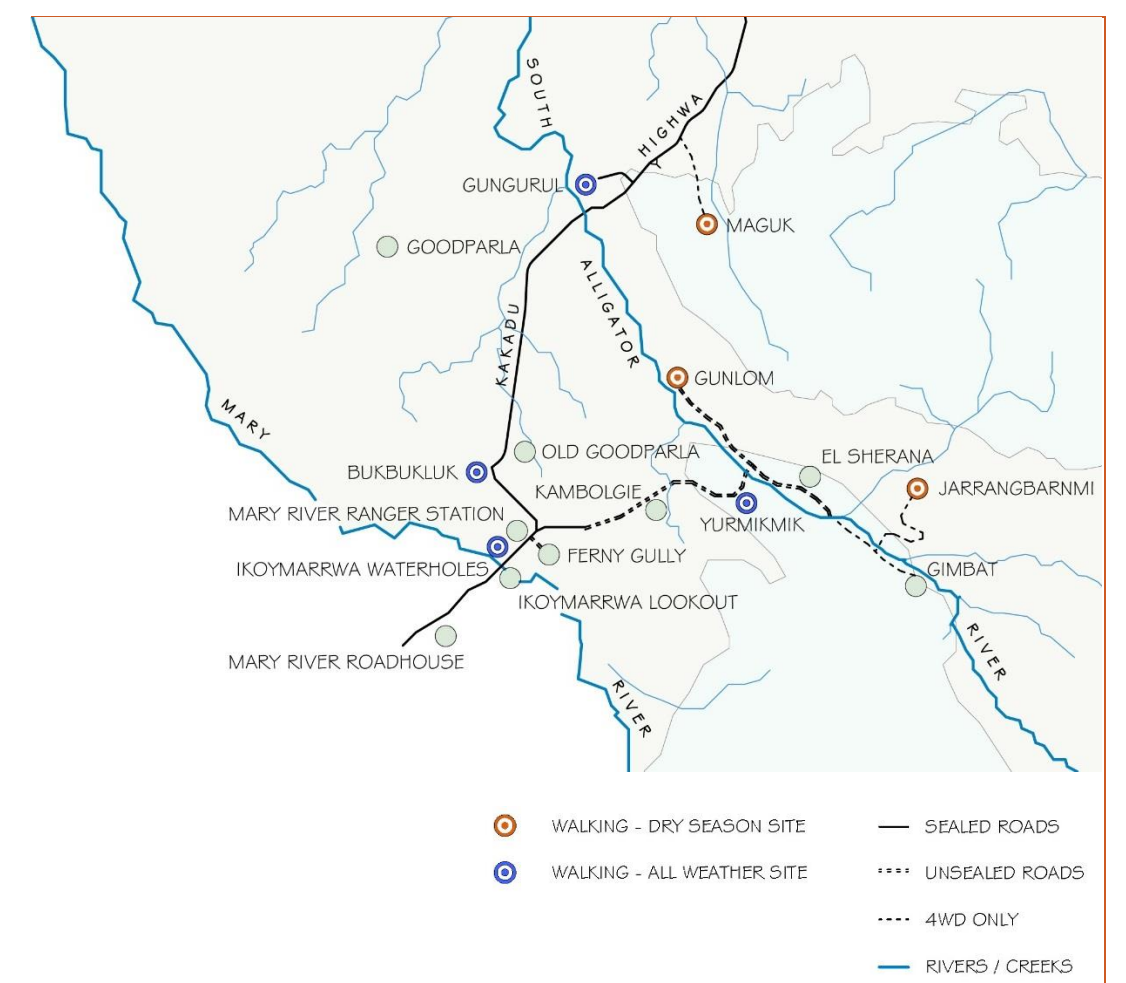 SOUTH
HIGHWA
Y
GUNGURUL
MAGUK
GOODPARLA
ALLIGATOR
KAKADU
GUNLOM
MARY
OLD GOODPARLA
EL SHERANA
BUKBUKLUK
KAMBOLGIE
JARRANGBARNMI
MARY RIVER RANGER STATION
YURMIKMIK
FERNY GULLY
IKOYMARRWA WATERHOLES
GIMBAT
IKOYMARRWA LOOKOUT
RIVER
MARY RIVER ROADHOUSE
RIVER
WALKING - DRY SEASON SITE
SEALED ROADS
WALKING - ALL WEATHER SITE
UNSEALED ROADS
4WD ONLY
RIVERS / CREEKS